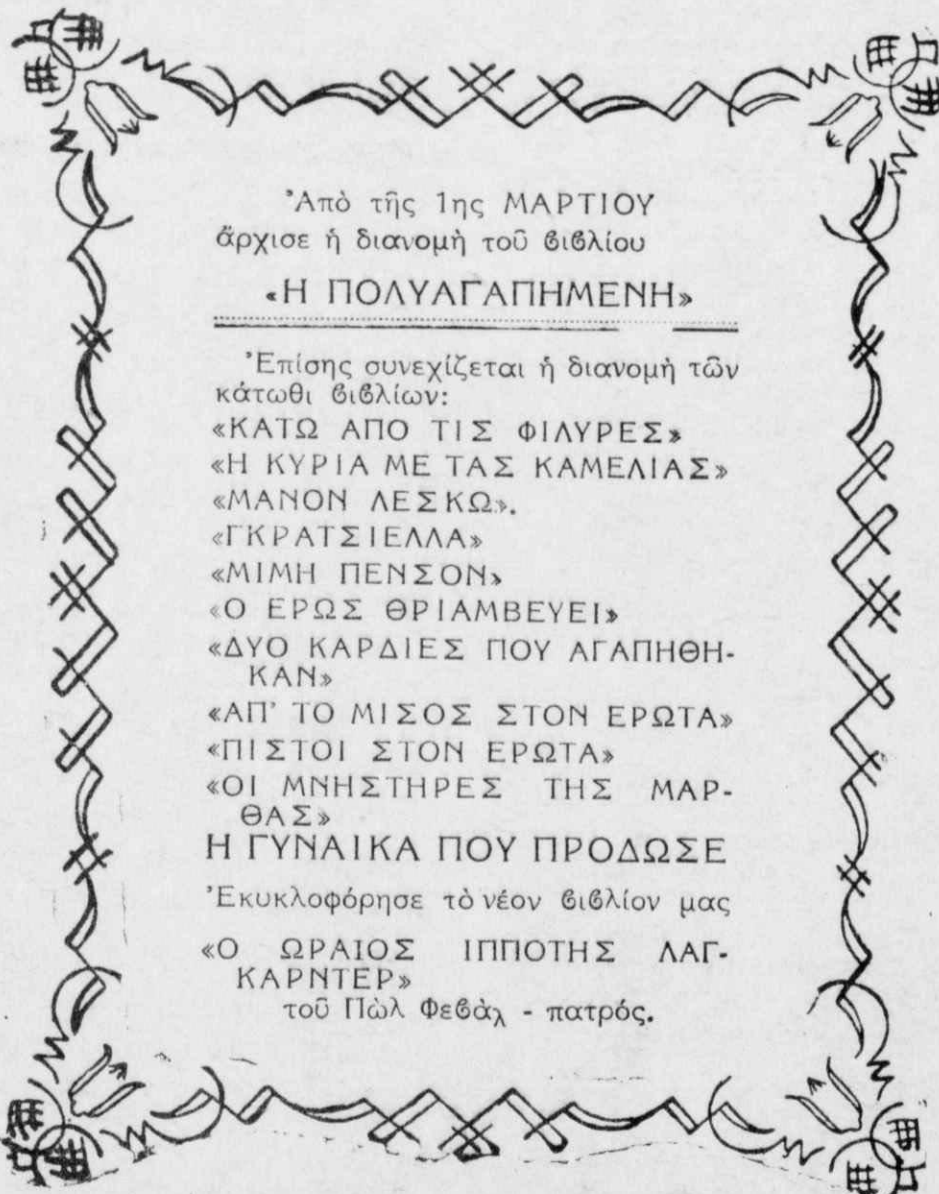 Ἀπὸ τῆς 1ης ΜΑΡΤΙΟΥ
ἄρχισε ἡ διανομὴ τοῦ ϐιϐλίου
«Η ΠΟΛΥΑΓΑΠΗΜΕΝΗ»
Ἐπίσης συνεχίζεται ἡ διανομὴ τῶν
κάτωθι ϐιϐλίων:
«ΚΑΤΩ ΑΠΟ ΤΙΣ ΦΙΛΥΡΕΣ»
«Η ΚΥΡΙΑ ΜΕ ΤΑΣ ΚΑΜΕΛΙΑΣ»
«ΜΑΝΟΝ ΛΕΣΚΩ».
«ΓΚΡΑΤΣΙΕΛΛΑ»
«ΜΙΜΗ ΠΕΝΣΟΝ»
«Ο ΕΡΩΣ ΘΡΙΑΜΒΕΥΕΙ»
«ΔΥΟ ΚΑΡΔΙΕΣ ΠΟΥ ΑΓΑΠΗΘΗ-
ΚΑΝ»
«ΑΠ' ΤΟ ΜΙΣΟΣ ΣΤΟΝ ΕΡΩΤΑ»
«ΠΙΣΤΟΙ ΣΤΟΝ ΕΡΩΤΑ»
«ΟΙ ΜΝΗΣΤΗΡΕΣ ΤΗΣ ΜΑΡ-
ΘΑΣ»
Η ΓΥΝΑΙΚΑ ΠΟΥ ΠΡΟΔΩΣΕ
Ἐκυκλοφόρησε τὸ νέον ϐιϐλίον μας
«Ο ΩΡΑΙΟΣ ΙΠΠΟΤΗΣ ΛΑΓ-
ΚΑΡΝΤΕΡ»
τοῦ Πὼλ Φεϐὰλ - πατρός.